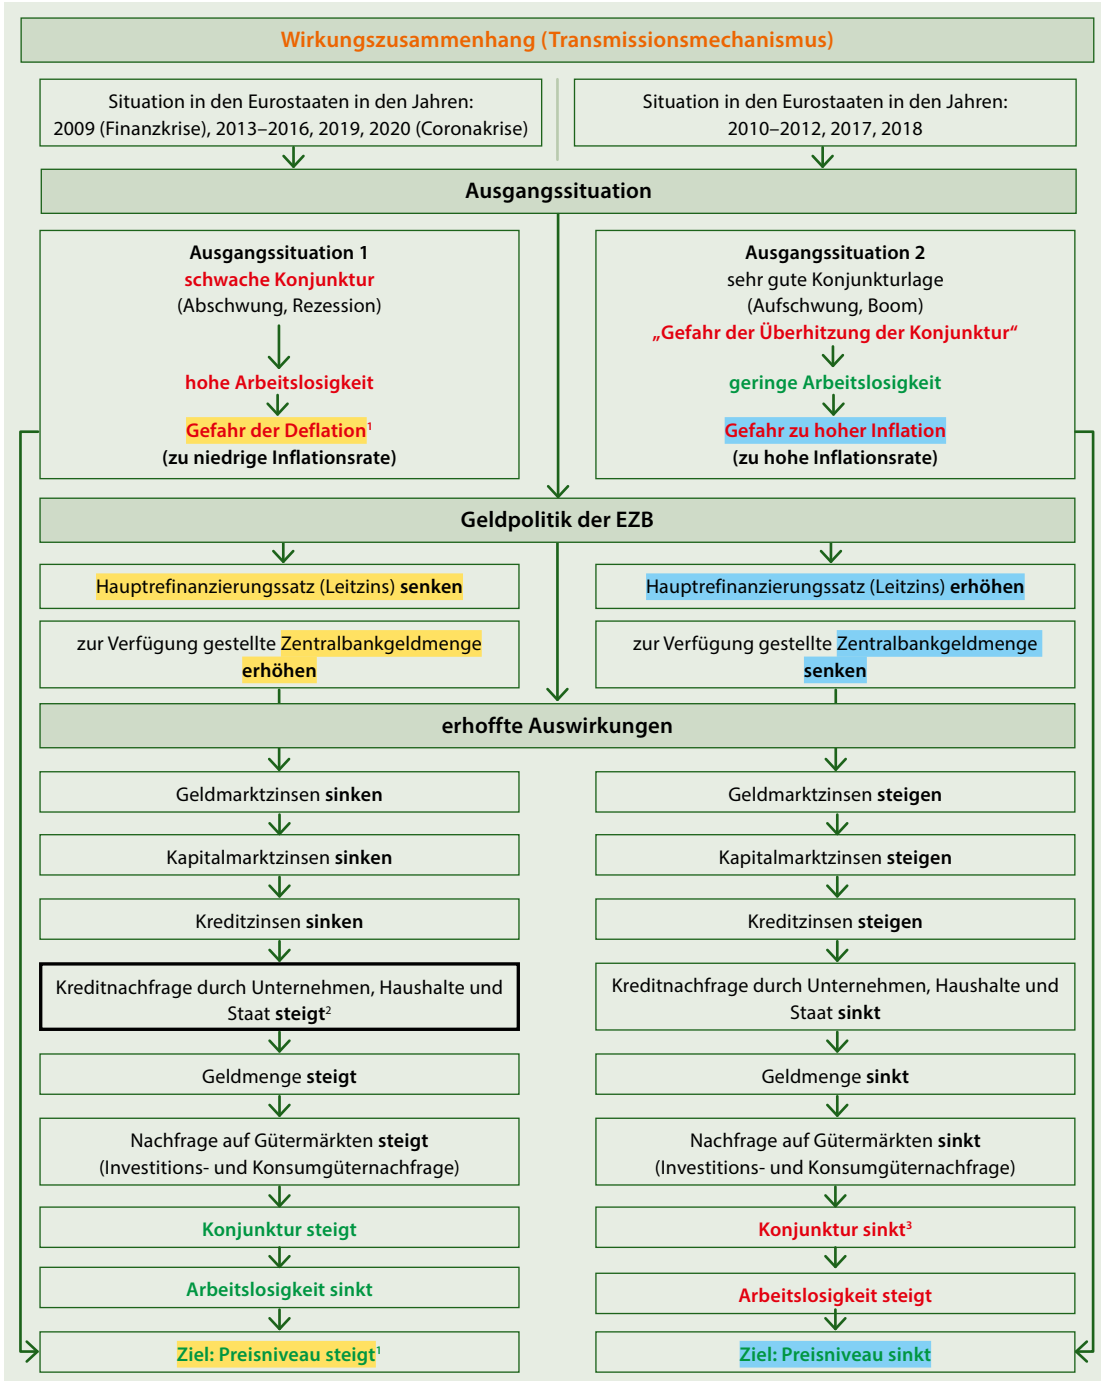 Wirkungszusammenhang (Transmissionsmechanismus)
Situation in den Eurostaaten in den Jahren:
2009 (Finanzkrise), 2013–2016, 2019, 2020 (Coronakrise)
Situation in den Eurostaaten in den Jahren:
2010–2012, 2017, 2018
Ausgangssituation
Ausgangssituation 1
schwache Konjunktur
(Abschwung, Rezession)
hohe Arbeitslosigkeit
Gefahr der Deflation¹
(zu niedrige Inflationsrate)
Ausgangssituation 2
sehr gute Konjunkturlage
(Aufschwung, Boom)
„Gefahr der Überhitzung der Konjunktur“
geringe Arbeitslosigkeit
Gefahr zu hoher Inflation
(zu hohe Inflationsrate)
Geldpolitik der EZB
Hauptrefinanzierungssatz (Leitzins) senken
zur Verfügung gestellte Zentralbankgeldmenge
erhöhen
Hauptrefinanzierungssatz (Leitzins) erhöhen
zur Verfügung gestellte Zentralbankgeldmenge
senken
erhoffte Auswirkungen
Geldmarktzinsen sinken
Kapitalmarktzinsen sinken
Kreditzinsen sinken
Kreditnachfrage durch Unternehmen, Haushalte und
Staat steigt²
Geldmenge steigt
Nachfrage auf Gütermärkten steigt
(Investitions- und Konsumgüternachfrage)
Konjunktur steigt
Arbeitslosigkeit sinkt
Ziel: Preisniveau steigt¹
Geldmarktzinsen steigen
Kapitalmarktzinsen steigen
Kreditzinsen steigen
Kreditnachfrage durch Unternehmen, Haushalte und
Staat sinkt
Geldmenge sinkt
Nachfrage auf Gütermärkten sinkt
(Investitions- und Konsumgüternachfrage)
Konjunktur sinkt³
Arbeitslosigkeit steigt
Ziel: Preisniveau sinkt